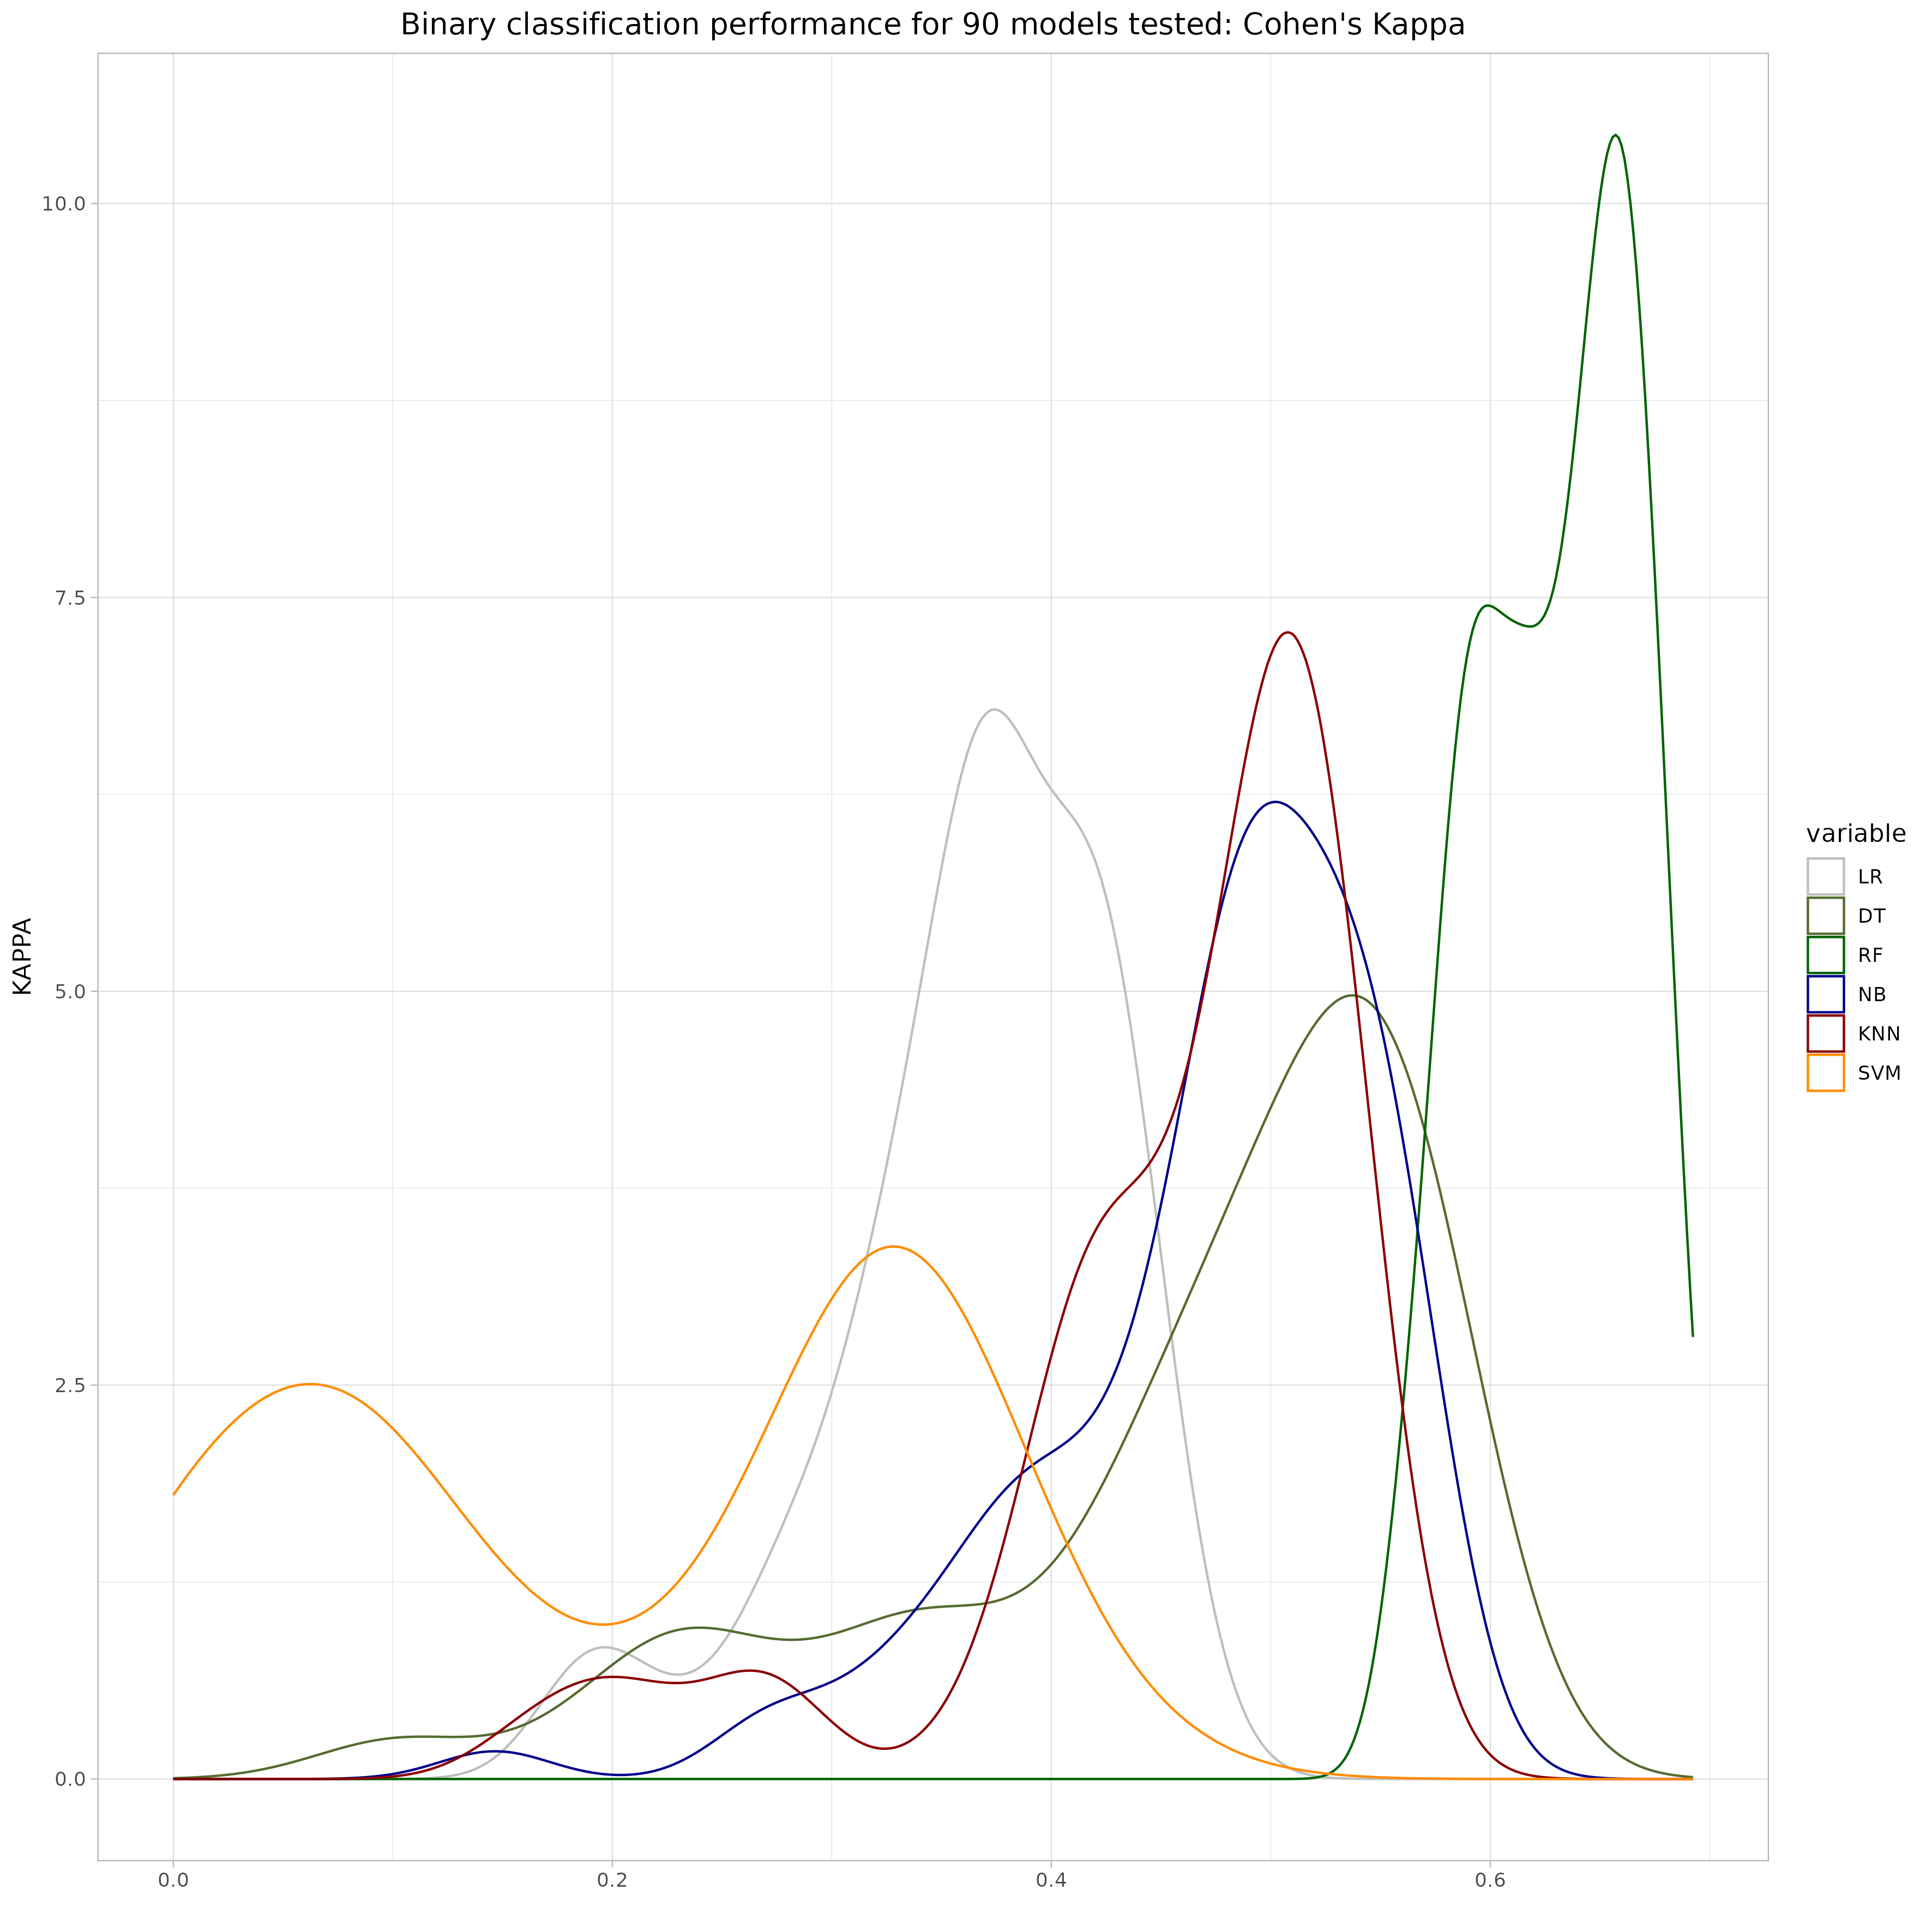 Binary classification performance for 90 models tested: Cohen's Kappa
10.0
7.5
5.0
2.5
0.0
KAPPA
0.0 0.2 0.4 0.6
variable
LR
DT
RF
NB
KNN
SVM